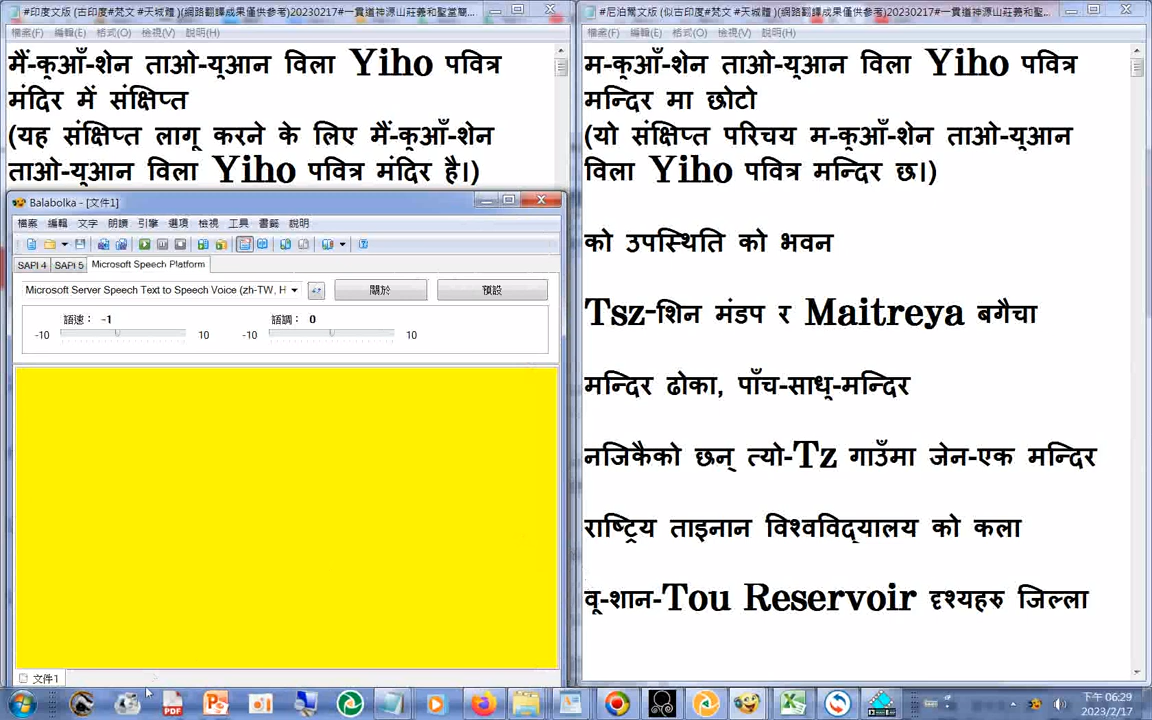 #印度文版 (古印度#梵文 #天城體 )(網路翻譯成果僅供參考)20230217#一貫道神源山莊義和聖堂簡...
檔案(F) 編輯(E) 格式(O) 檢視(V) 說明(H)
मैं-कुआँ-शेन ताओ-यूआन विला Yiho पवित्र
मंदिर में संक्षिप्त
(यह संक्षिप्त लागू करने के लिए मैं-कुआँ-शेन
ताओ-यूआन विला Yiho पवित्र मंदिर है।)
Balabolka - [文件1]
檔案 編輯 文字 朗讀 引擎 選項 檢視 工具 書籤 說明
SAPI 4 SAPI 5 Microsoft Speech Platform
Microsoft Server Speech Text to Speech Voice (zh-TW, H
關於 預設
語速： -1 語調： 0
-10 10 -10 10
文件1
#尼泊爾文版 (似古印度#梵文 #天城體 )(網路翻譯成果僅供參考)20230217#一貫道神源山莊義和聖...
檔案(F) 編輯(E) 格式(O) 檢視(V) 說明(H)
म-कुआँ-शेन ताओ-यूआन विला Yiho पवित्र
मन्दिर मा छोटो
(यो संक्षिप्त परिचय म-कुआँ-शेन ताओ-यूआन
विला Yiho पवित्र मन्दिर छ।)
को उपस्थिति को भवन
Tsz-शिन मंडप र Maitreya बगैचा
मन्दिर ढोका, पाँच-साधु-मन्दिर
नजिकैको छन् त्यो-Tz गाउँमा जेन-एक मन्दिर
राष्ट्रिय ताइनान विश्वविद्यालय को कला
वू-शान-Tou Reservoir दृश्यहरु जिल्ला
下午 06:29
2023/2/17